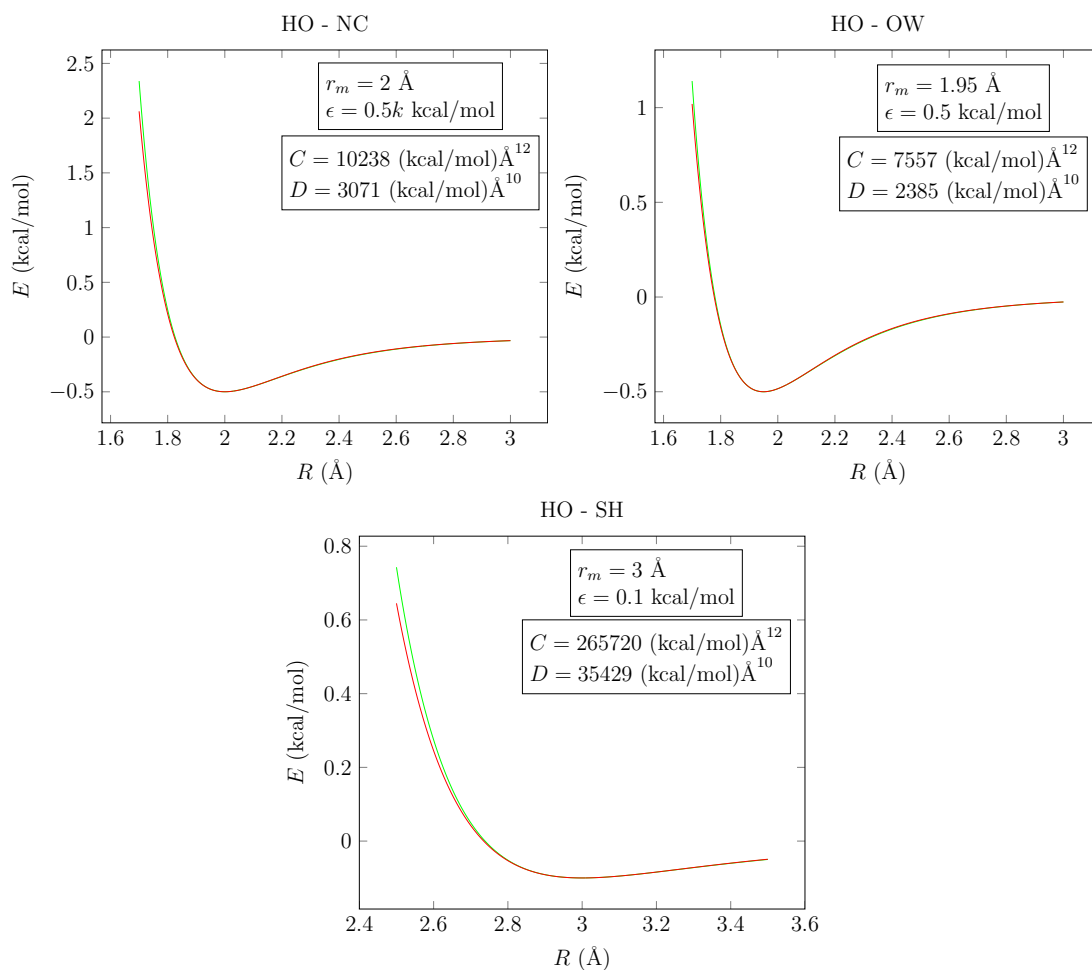 HO - NC
2.5
2
1.5
1
0.5
0
−0.5
1.6 1.8 2 2.2 2.4 2.6 2.8 3
E (kcal/mol)
R (Å)
r_m = 2 Å
ϵ = 0.5k kcal/mol
C = 10238 (kcal/mol)Å^12
D = 3071 (kcal/mol)Å^10
HO - OW
1
0.5
0
−0.5
1.6 1.8 2 2.2 2.4 2.6 2.8 3
E (kcal/mol)
R (Å)
r_m = 1.95 Å
ϵ = 0.5 kcal/mol
C = 7557 (kcal/mol)Å^12
D = 2385 (kcal/mol)Å^10
HO - SH
0.8
0.6
0.4
0.2
0
2.4 2.6 2.8 3 3.2 3.4 3.6
E (kcal/mol)
R (Å)
r_m = 3 Å
ϵ = 0.1 kcal/mol
C = 265720 (kcal/mol)Å^12
D = 35429 (kcal/mol)Å^10